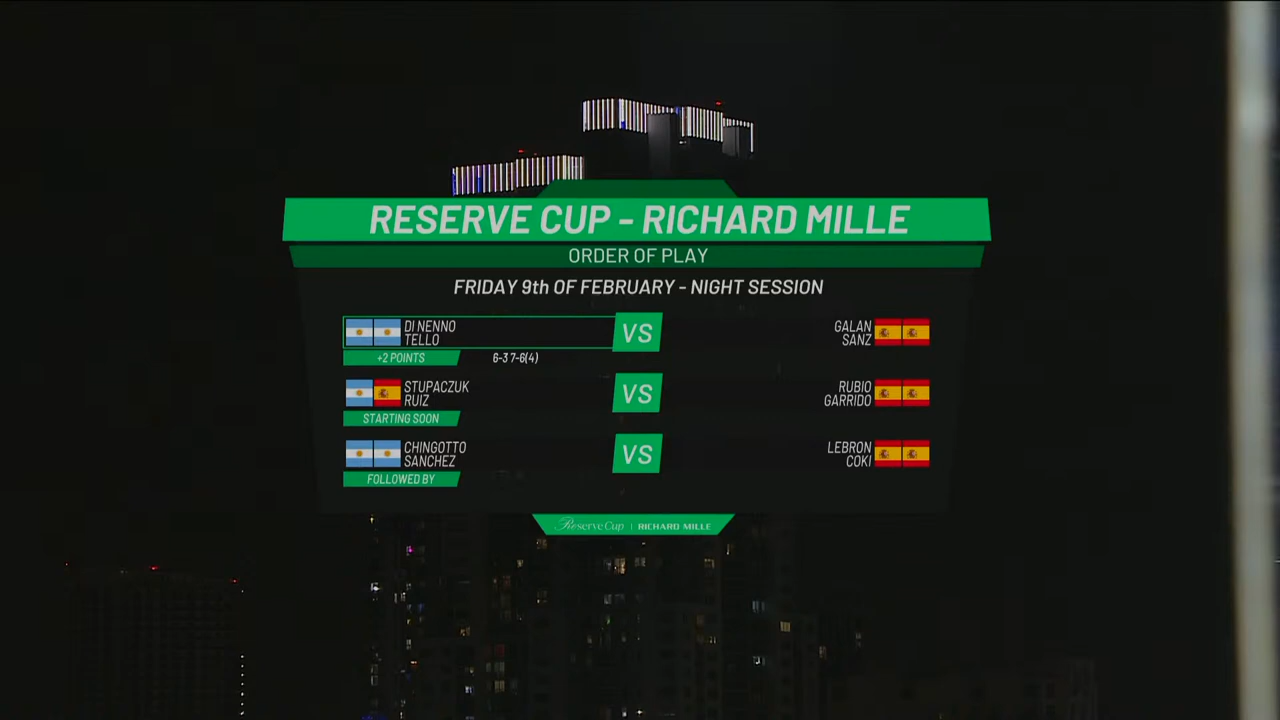 RESERVE CUP - RICHARD MILLE
ORDER OF PLAY
FRIDAY 9th OF FEBRUARY - NIGHT SESSION
DI NENNO
TELLO
VS
GALAN
SANZ
+2 POINTS
6-3 7-6(4)
STUPACZUK
RUIZ
VS
RUBIO
GARRIDO
STARTING SOON
CHINGOTTO
SANCHEZ
VS
LEBRON
COKI
FOLLOWED BY
Reserve Cup | RICHARD MILLE